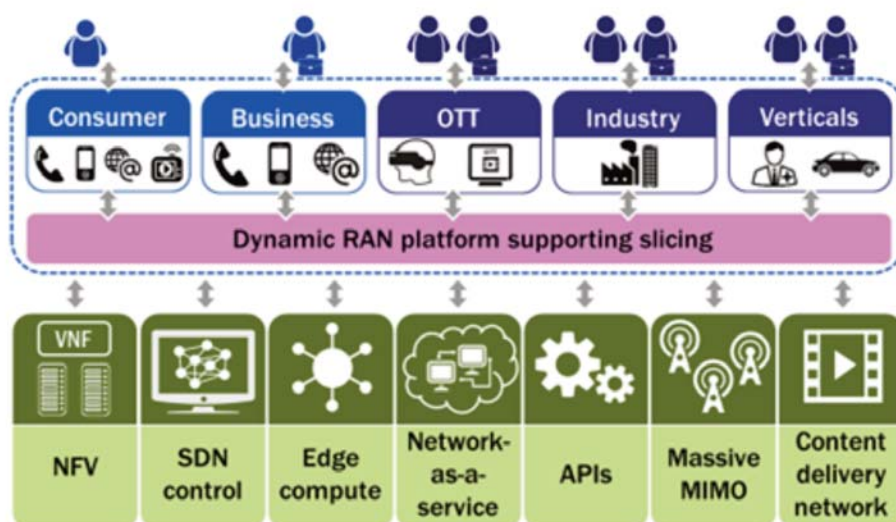 Consumer
Business
OTT
Industry
Verticals
@
@
Dynamic RAN platform supporting slicing
VNF
NFV
SDN
control
Edge
compute
Network-
as-a-
service
APIs
Massive
MIMO
Content
delivery
network